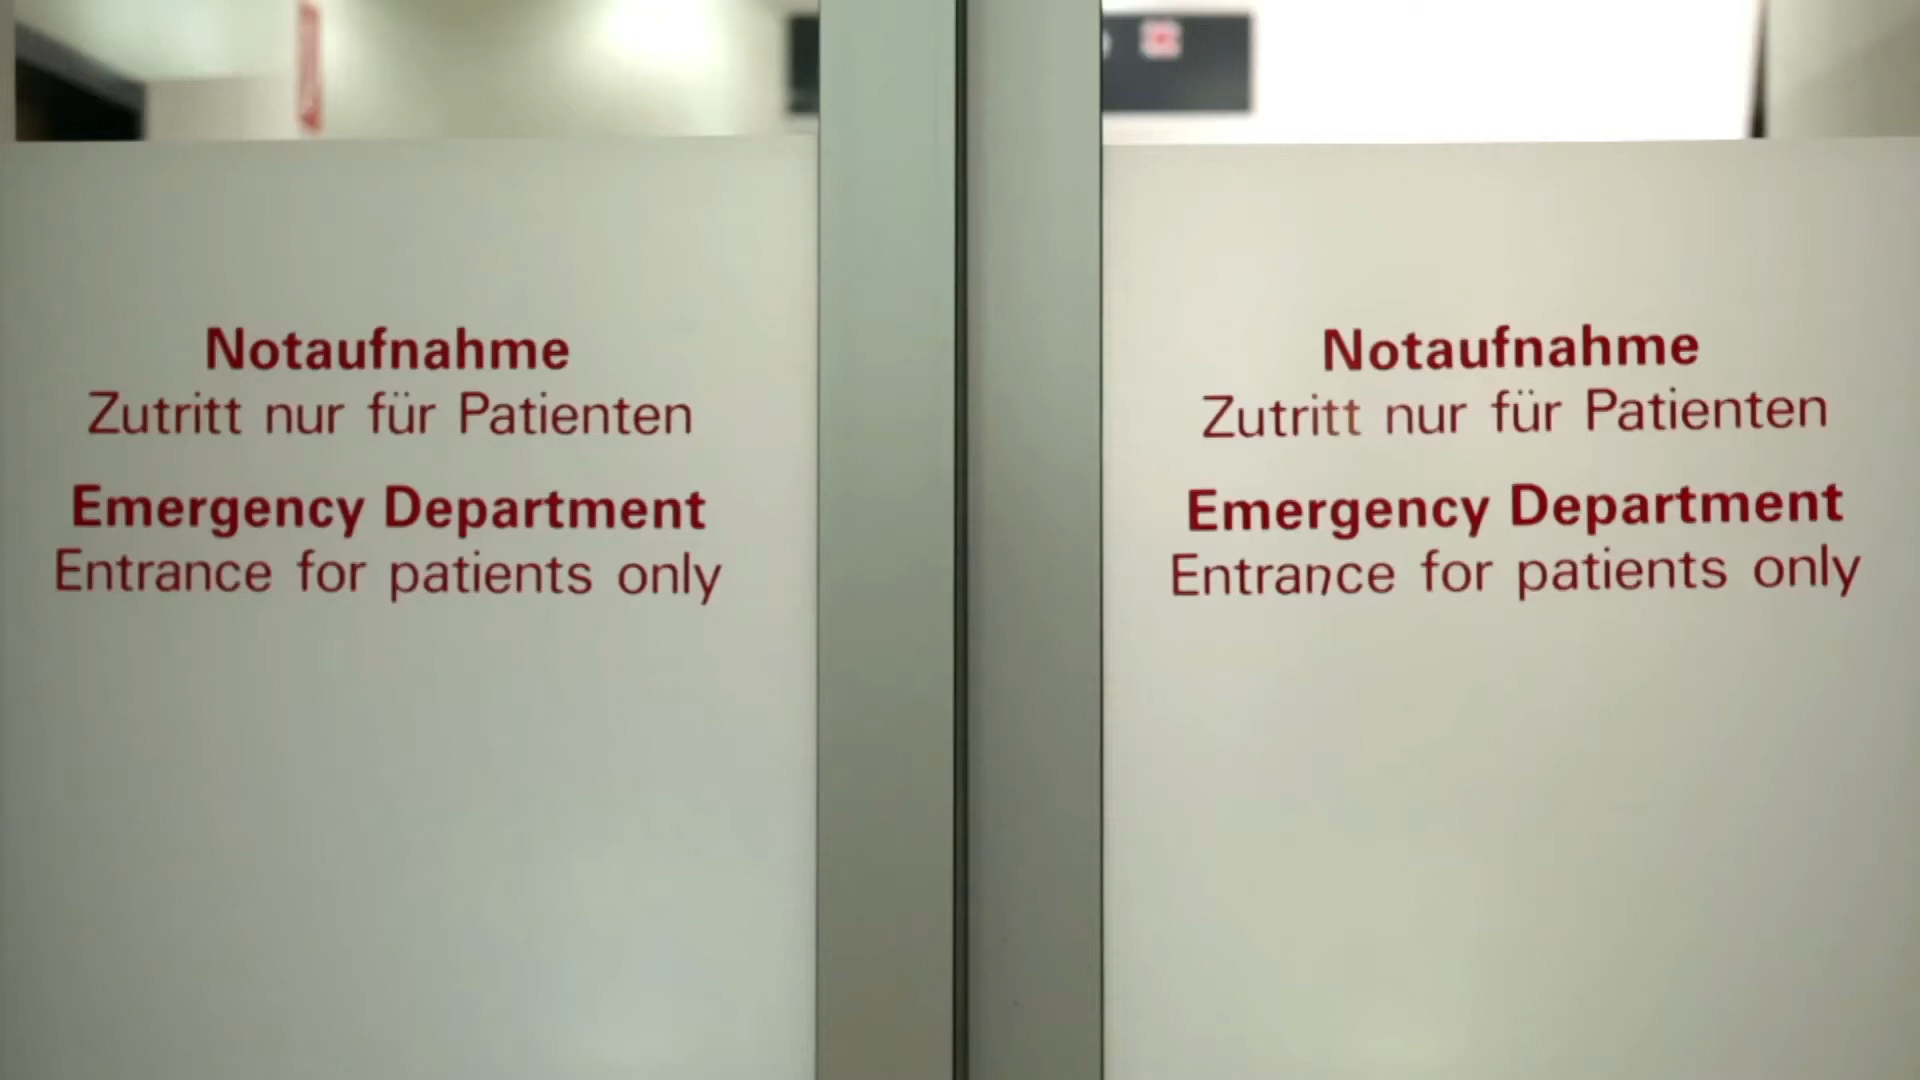 Notaufnahme
Zutritt nur für Patienten
Emergency Department
Entrance for patients only
Notaufnahme
Zutritt nur für Patienten
Emergency Department
Entrance for patients only